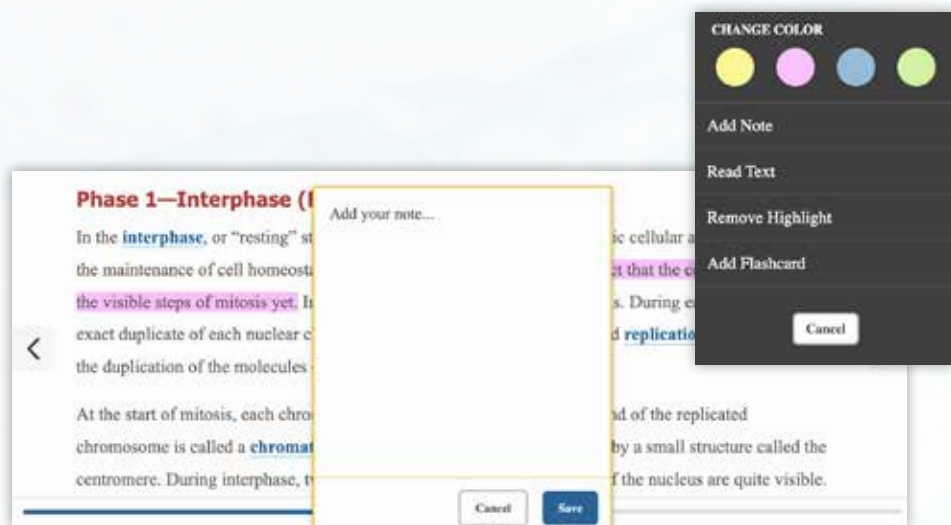 CHANGE COLOR
Add Note
Read Text
Remove Highlight
Add Flashcard
Cancel
Phase 1—Interphase (
In the interphase, or “resting” st
the maintenance of cell homeosta
the visible steps of mitosis yet. I
exact duplicate of each nuclear c
the duplication of the molecules
At the start of mitosis, each chro
chromosome is called a chromat
centromere. During interphase, t
Add your note...
Cancel
Save
ic cellular a
ct that the c
s. During e
d replicatio
nd of the replicated
by a small structure called the
f the nucleus are quite visible.